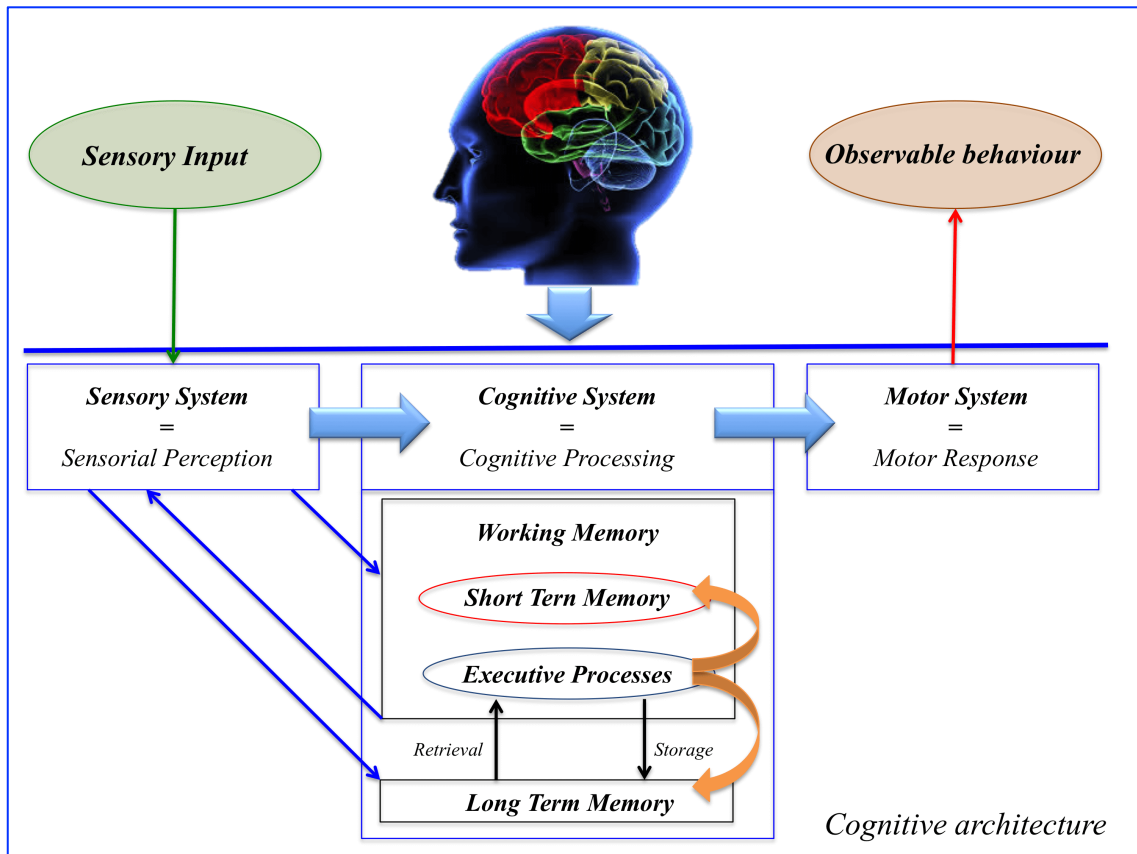 Sensory Input
Observable behaviour
Sensory System
=
Sensorial Perception
Cognitive System
=
Cognitive Processing
Motor System
=
Motor Response
Working Memory
Short Tern Memory
Executive Processes
Retrieval
Storage
Long Term Memory
Cognitive architecture